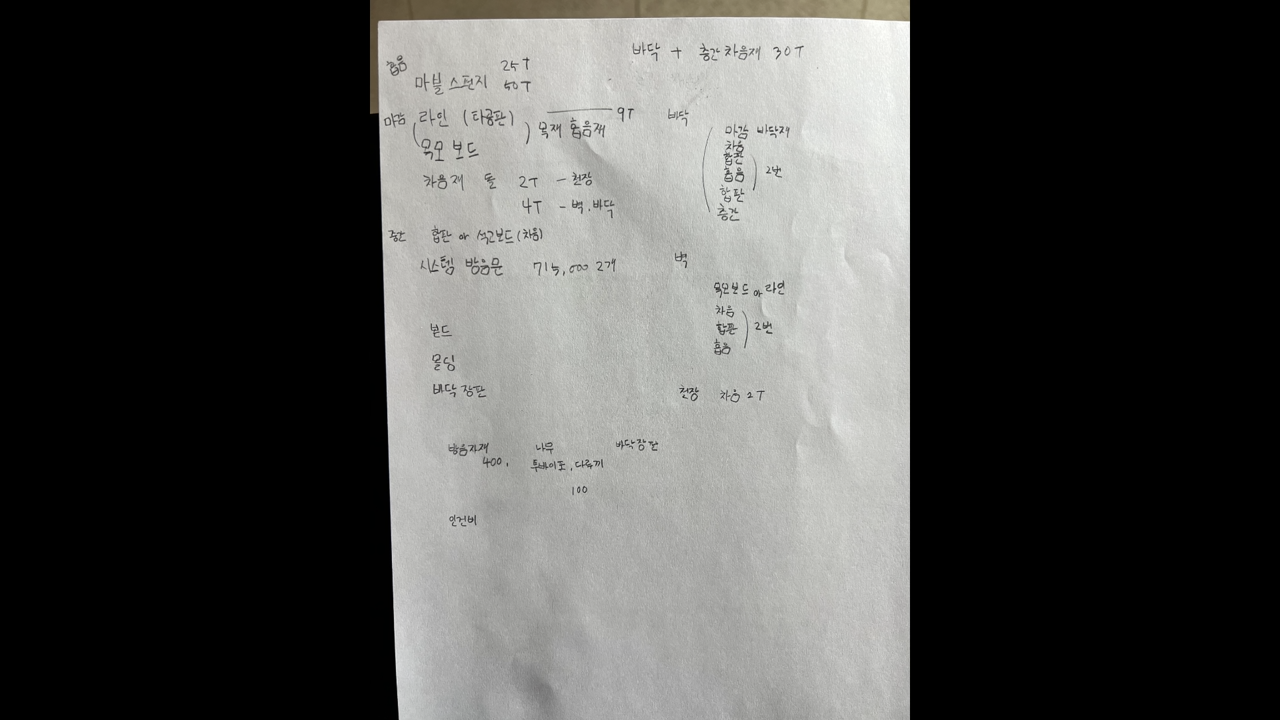 바닥 + 층간차음재 30T
흡음
25T
마블스펀지 50T
마감 라인 (타공판) 9T
목재 흡음재
목모보드
차음재 돌 2T - 천장
4T - 벽.바닥
중간 합판 or 석고보드(차음)
시스템 방음문 715,000 2개
보드
몰딩
바닥장판
바닥
마감 바닥재
차음
합판
흡음 2번
합판
층간
벽
목모보드 or 라인
차음
합판 2번
흡음
천장 차음 2T
방음자재 나무 바닥장판
400, 투바이포, 다루끼
100
인건비